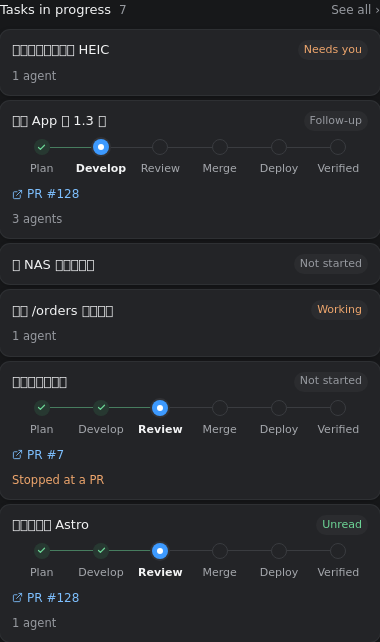 Tasks in progress 7
See all ›
HEIC
Needs you
1 agent
App 1.3
Follow-up
Plan Develop Review Merge Deploy Verified
PR #128
3 agents
NAS
Not started
/orders
Working
1 agent
Not started
Plan Develop Review Merge Deploy Verified
PR #7
Stopped at a PR
Astro
Unread
Plan Develop Review Merge Deploy Verified
PR #128
1 agent